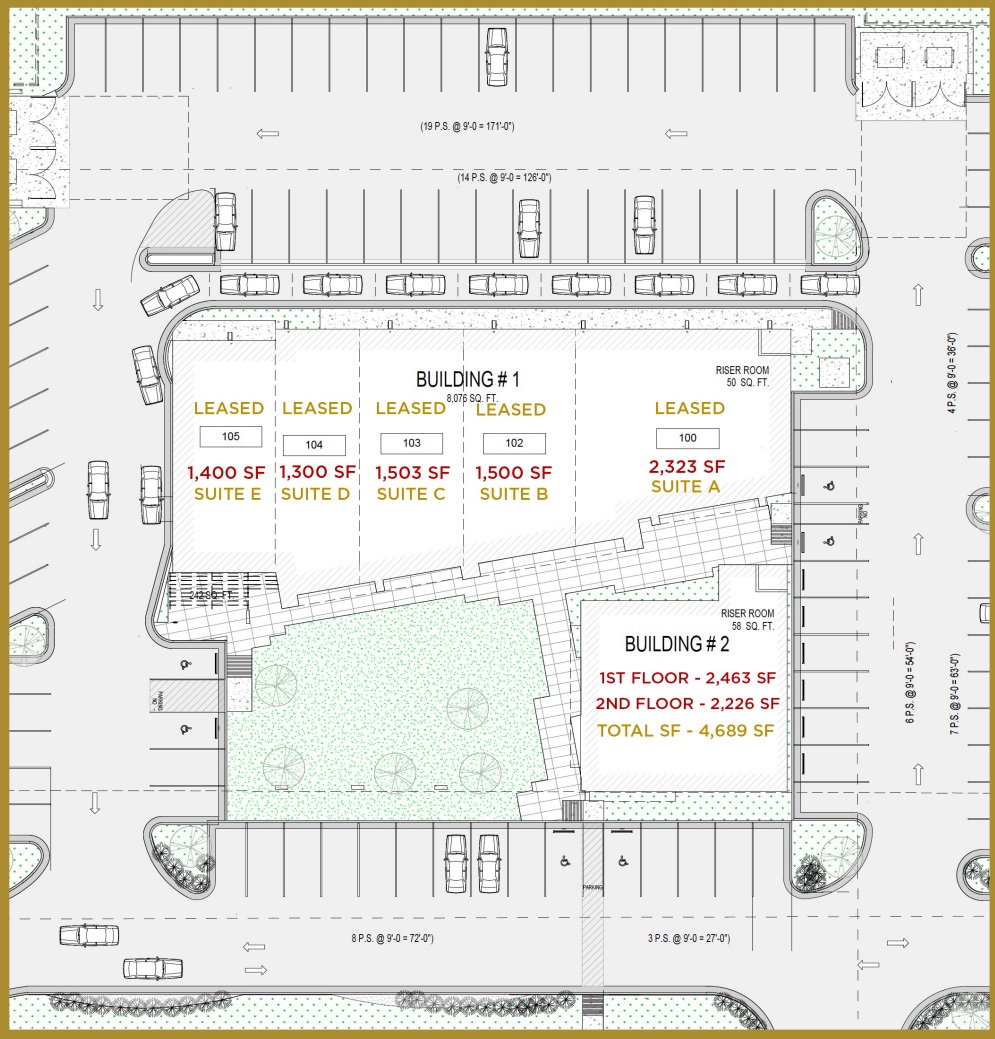 (19 P.S. @ 9'-0 = 171'-0")
(14 P.S. @ 9'-0 = 126'-0")
4 P.S. @ 9'-0 = 36'-0")
BUILDING # 1
8,076 SQ. FT.
RISER ROOM
50 SQ. FT.
LEASED
105
1,400 SF
SUITE E
LEASED
104
1,300 SF
SUITE D
LEASED
103
1,503 SF
SUITE C
LEASED
102
1,500 SF
SUITE B
LEASED
100
2,323 SF
SUITE A
NO
PARKING
242 SQ. FT.
RISER ROOM
58 SQ. FT.
BUILDING # 2
1ST FLOOR - 2,463 SF
2ND FLOOR - 2,226 SF
TOTAL SF - 4,689 SF
NO
PARKING
6 P.S. @ 9'-0 = 54'-0")
7 P.S. @ 9'-0 = 63'-0")
PARKING
8 P.S. @ 9'-0 = 72'-0")
3 P.S. @ 9'-0 = 27'-0")